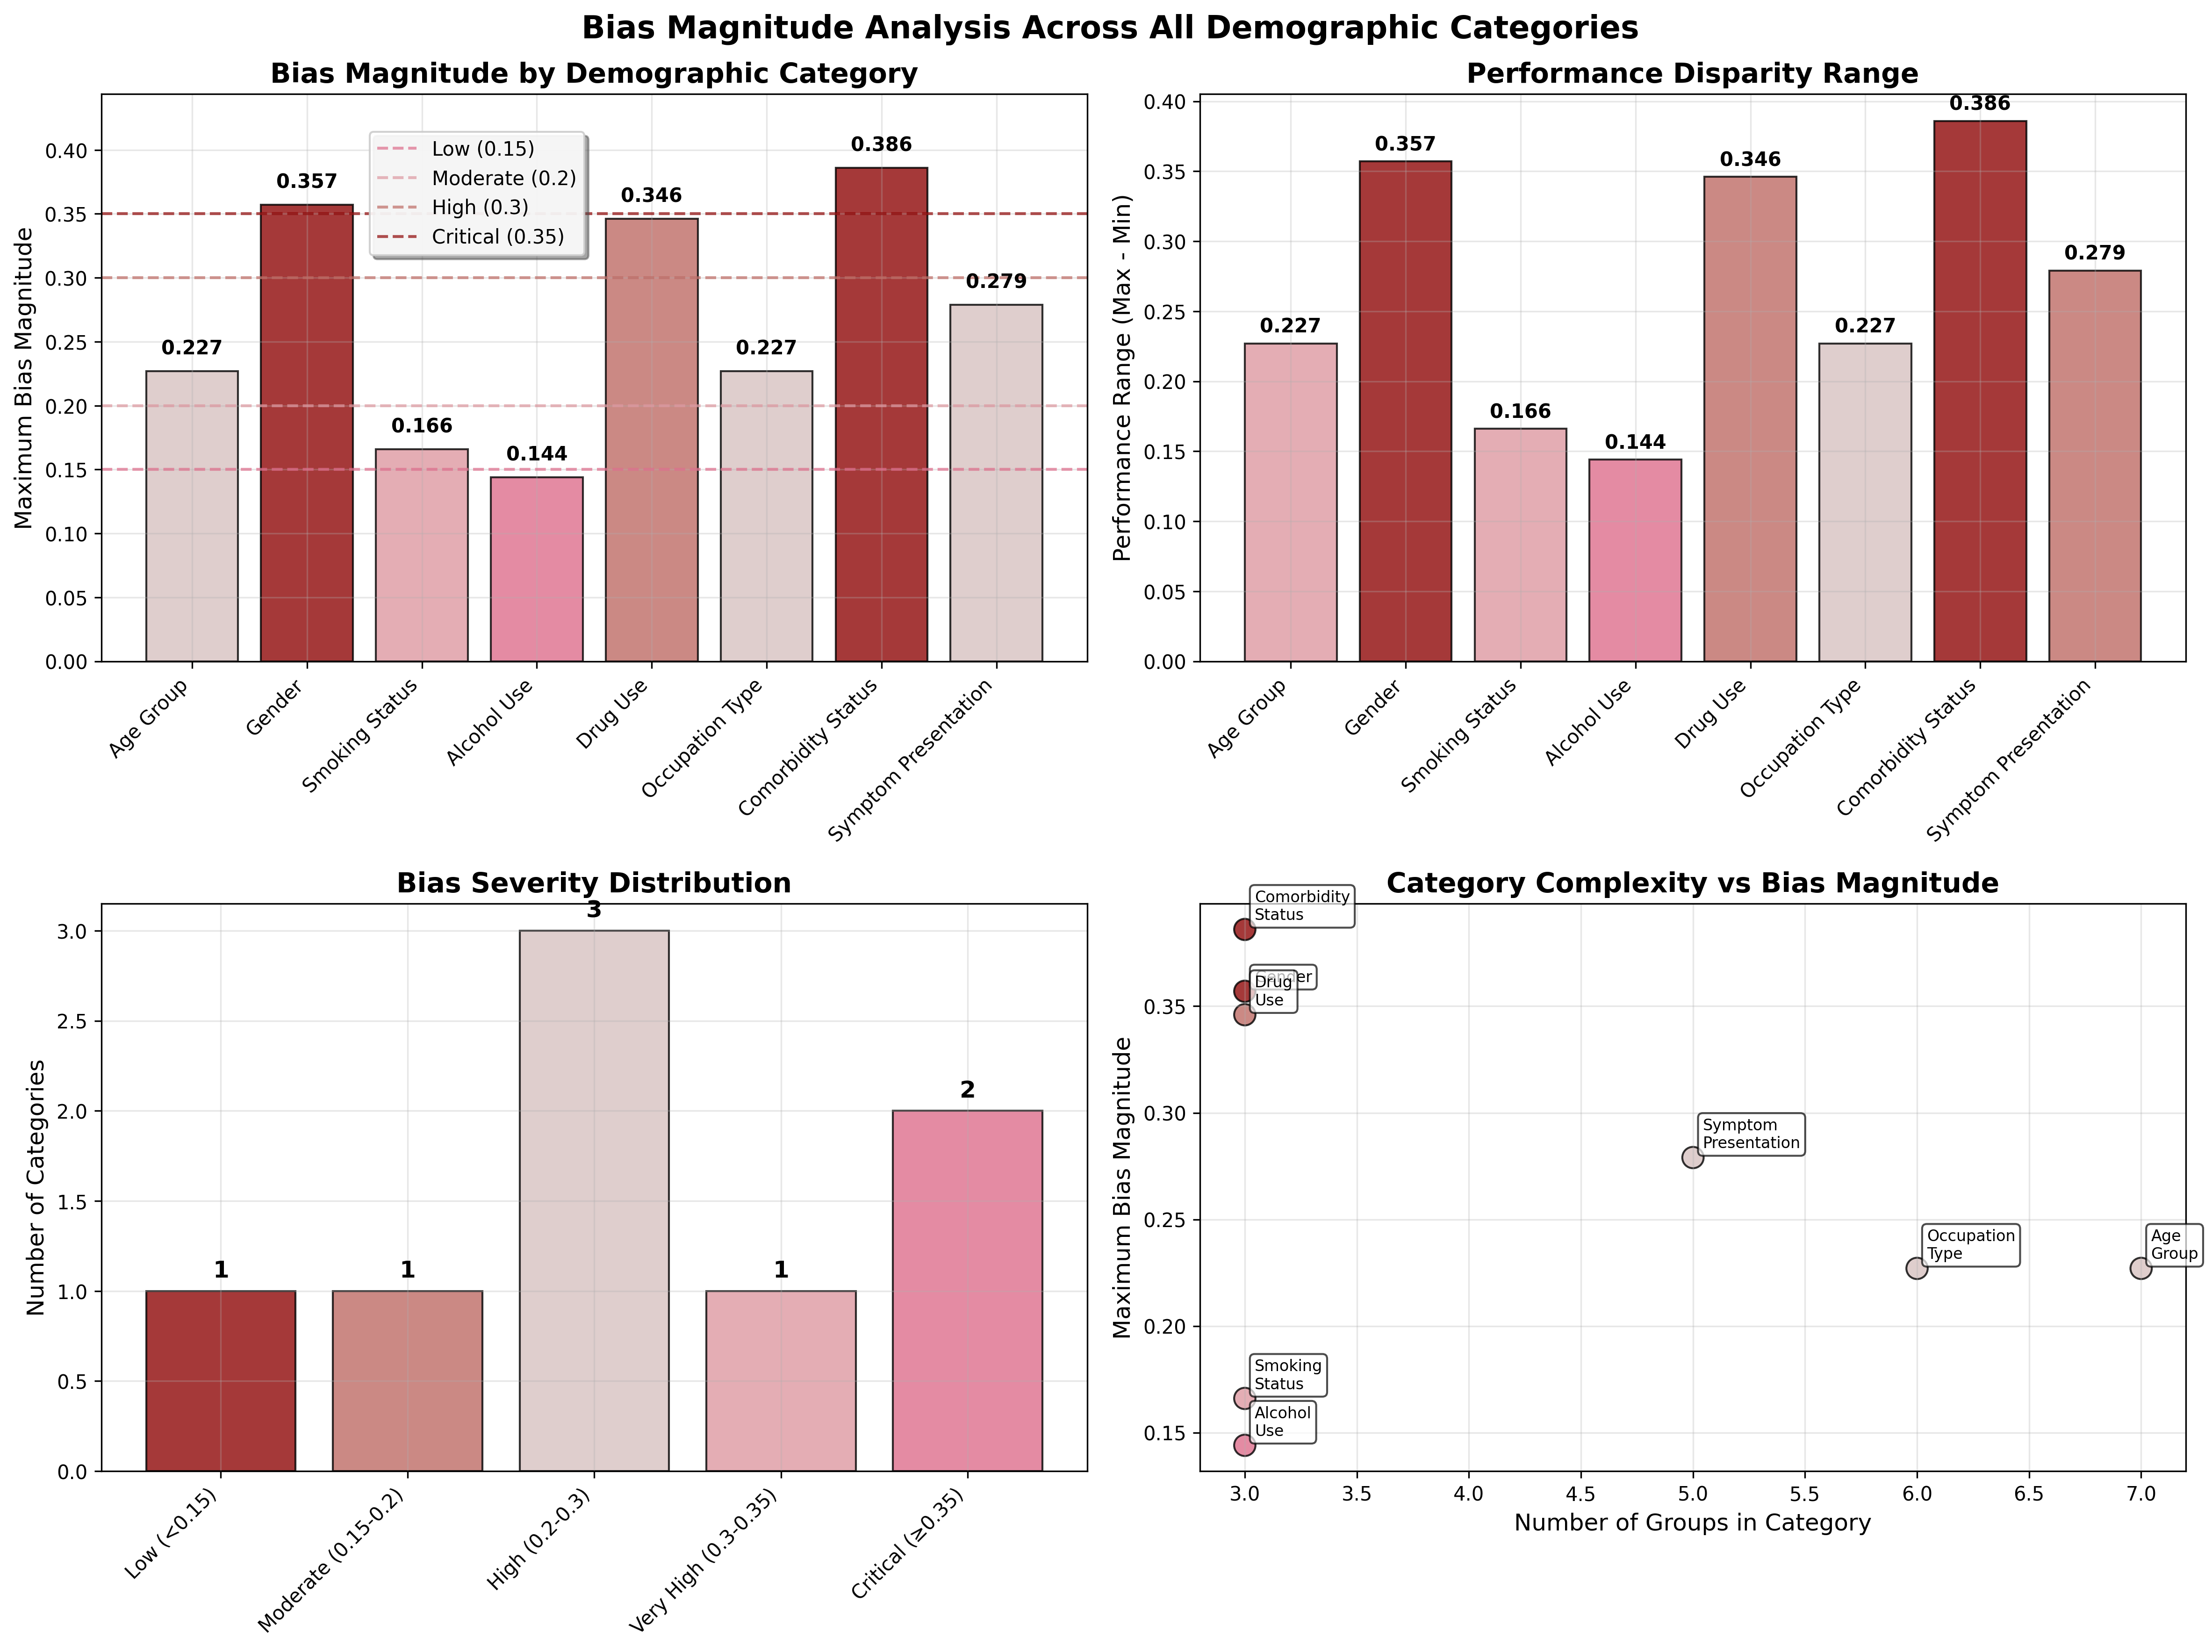 Bias Magnitude Analysis Across All Demographic Categories
Bias Magnitude by Demographic Category
Maximum Bias Magnitude
0.40
0.35
0.30
0.25
0.20
0.15
0.10
0.05
0.00
Low (0.15)
Moderate (0.2)
High (0.3)
Critical (0.35)
0.227
0.357
0.166
0.144
0.346
0.227
0.386
0.279
Age Group
Gender
Smoking Status
Alcohol Use
Drug Use
Occupation Type
Comorbidity Status
Symptom Presentation
Performance Disparity Range
Performance Range (Max - Min)
0.40
0.35
0.30
0.25
0.20
0.15
0.10
0.05
0.00
0.227
0.357
0.166
0.144
0.346
0.227
0.386
0.279
Age Group
Gender
Smoking Status
Alcohol Use
Drug Use
Occupation Type
Comorbidity Status
Symptom Presentation
Bias Severity Distribution
Number of Categories
3.0
2.5
2.0
1.5
1.0
0.5
0.0
1
1
3
1
2
Low (<0.15)
Moderate (0.15-0.2)
High (0.2-0.3)
Very High (0.3-0.35)
Critical (≥0.35)
Category Complexity vs Bias Magnitude
Maximum Bias Magnitude
0.35
0.30
0.25
0.20
0.15
Comorbidity
Status
Drug
Use
Symptom
Presentation
Occupation
Type
Age
Group
Smoking
Status
Alcohol
Use
3.0
3.5
4.0
4.5
5.0
5.5
6.0
6.5
7.0
Number of Groups in Category